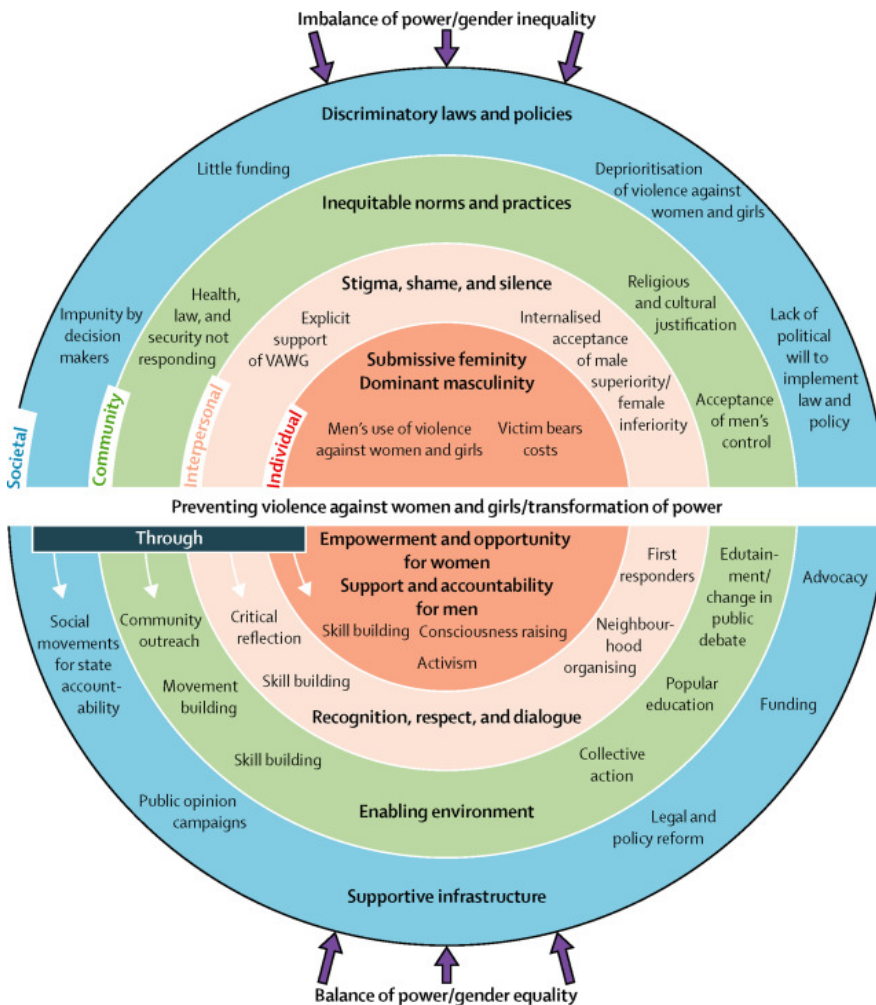 Imbalance of power/gender inequality
Discriminatory laws and policies
Little funding
Deprioritisation
of violence against
women and girls
Inequitable norms and practices
Stigma, shame, and silence
Religious
and cultural
justification
Health,
law, and
security not
responding
Impunity by
decision
makers
Explicit
support
of VAWG
Internalised
acceptance
of male
superiority/
female
inferiority
Lack of
political
will to
implement
law and
policy
Submissive feminity
Dominant masculinity
Acceptance
of men's
control
Men's use of violence
against women and girls
Victim bears
costs
Societal
Community
Interpersonal
Individual
Preventing violence against women and girls/transformation of power
Through
Empowerment and opportunity
for women
Support and accountability
for men
Skill building
Consciousness raising
Activism
First
responders
Edutain-
ment/
change in
public
debate
Advocacy
Social
movements
for state
account-
ability
Community
outreach
Critical
reflection
Neighbour-
hood
organising
Movement
building
Skill building
Popular
education
Funding
Recognition, respect, and dialogue
Skill building
Collective
action
Public opinion
campaigns
Enabling environment
Legal and
policy reform
Supportive infrastructure
Balance of power/gender equality